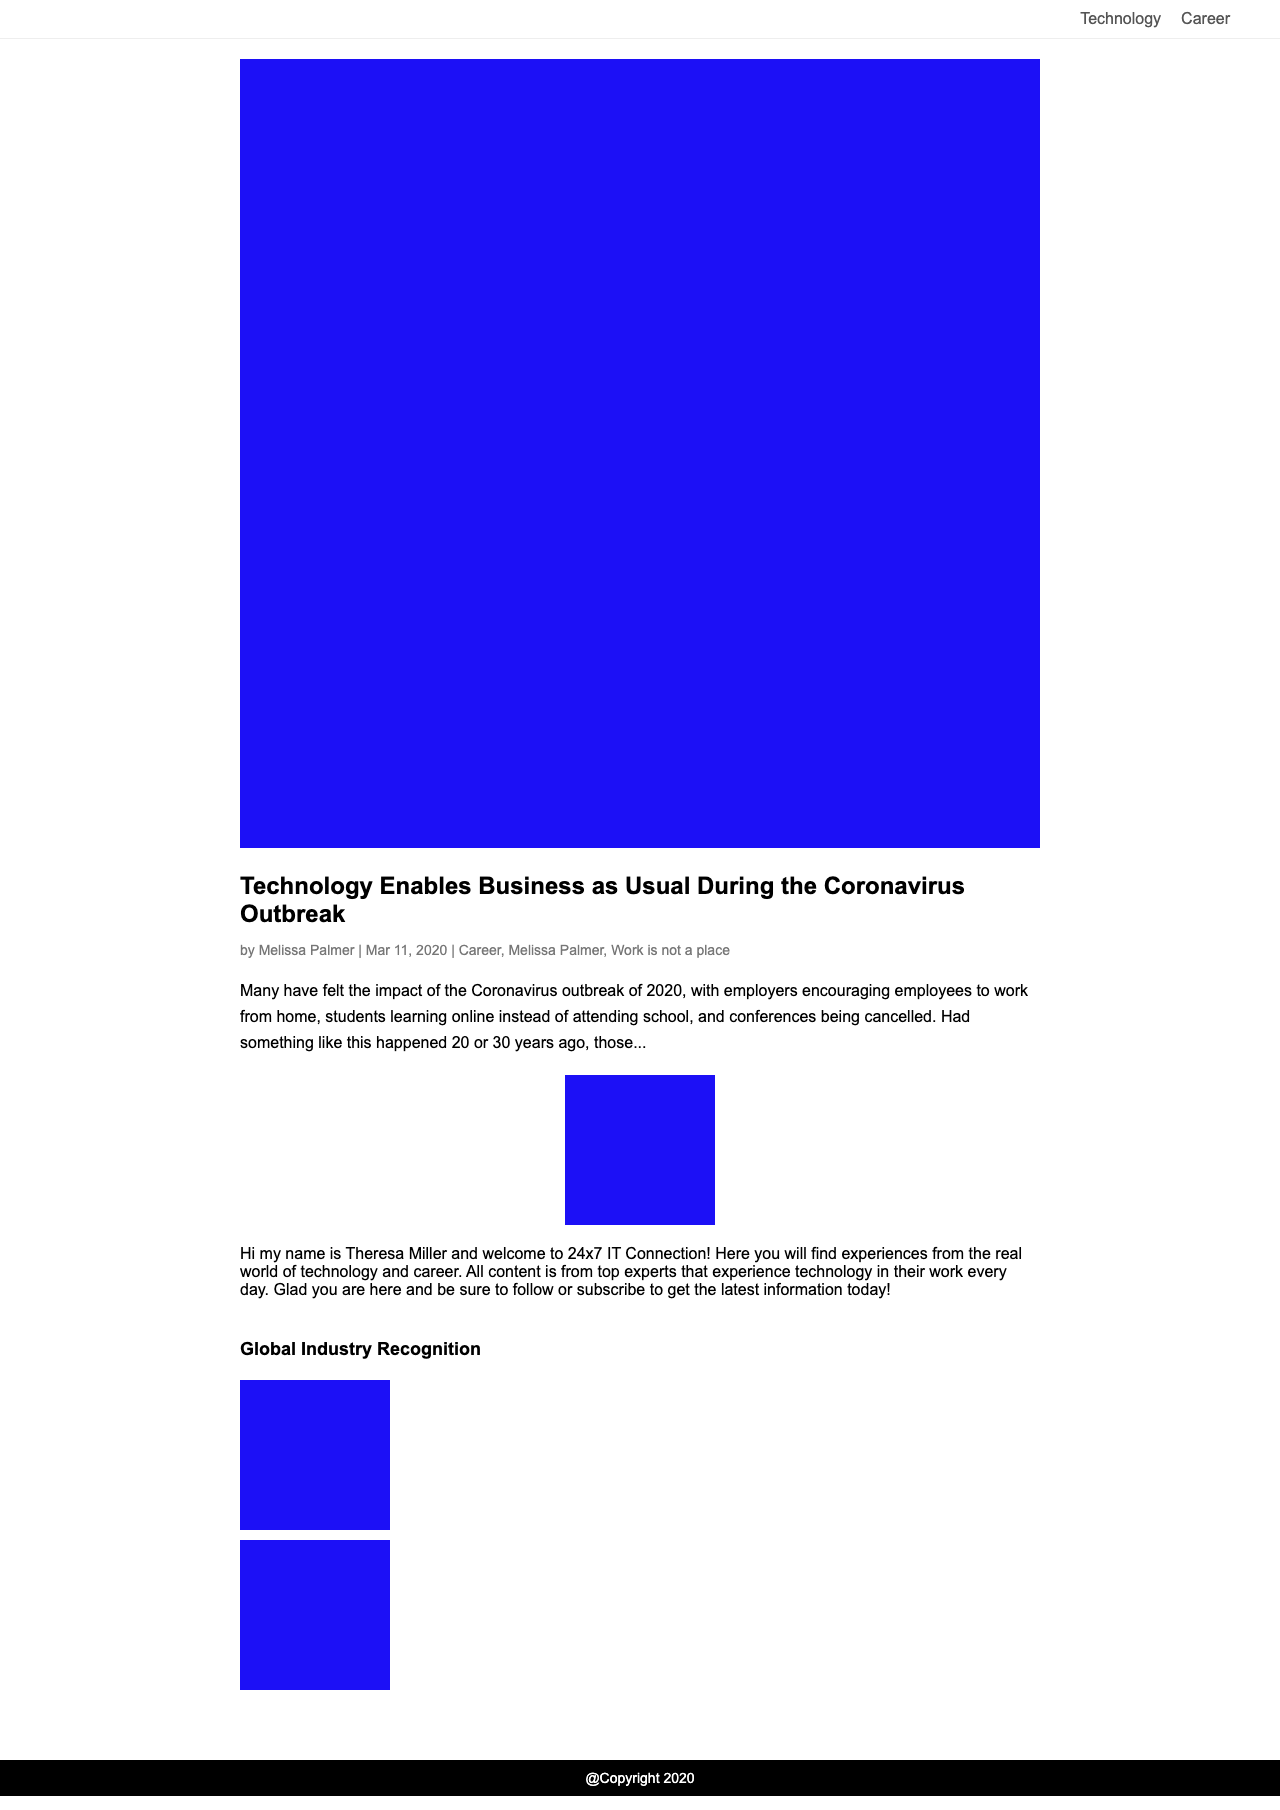 Technology Career
Technology Enables Business as Usual During the Coronavirus
Outbreak
by Melissa Palmer | Mar 11, 2020 | Career, Melissa Palmer, Work is not a place
Many have felt the impact of the Coronavirus outbreak of 2020, with employers encouraging employees to work
from home, students learning online instead of attending school, and conferences being cancelled. Had
something like this happened 20 or 30 years ago, those...
Hi my name is Theresa Miller and welcome to 24x7 IT Connection! Here you will find experiences from the real
world of technology and career. All content is from top experts that experience technology in their work every
day. Glad you are here and be sure to follow or subscribe to get the latest information today!
Global Industry Recognition
@Copyright 2020